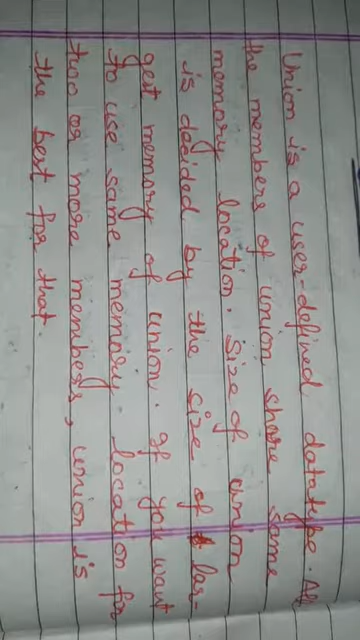 Union is a user-defined datatype. All
the members of union share same
memory location. Size of union
is decided by the size of lar-
gest memory of union. If you want
to use same memory location for
two or more members, union is
the best for that.